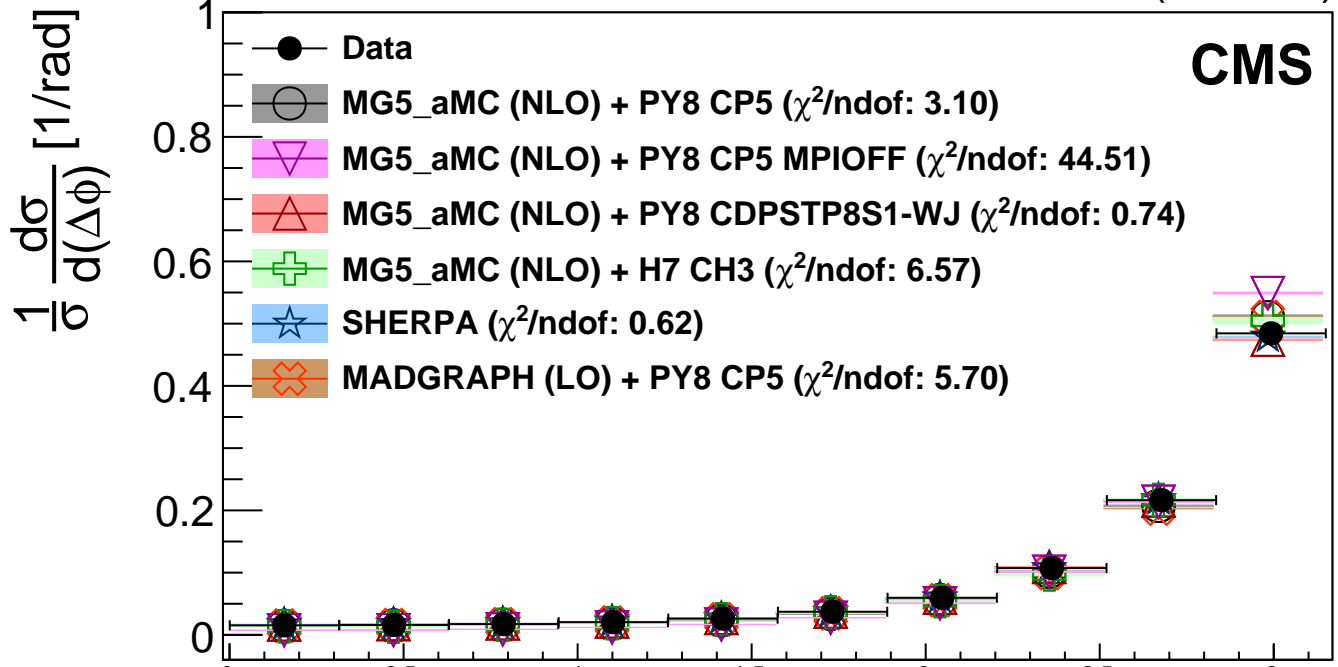 1
Data
CMS
MG5_aMC (NLO) + PY8 CP5 (χ²/ndof: 3.10)
0.8
MG5_aMC (NLO) + PY8 CP5 MPIOFF (χ²/ndof: 44.51)
MG5_aMC (NLO) + PY8 CDPSTP8S1-WJ (χ²/ndof: 0.74)
0.6
MG5_aMC (NLO) + H7 CH3 (χ²/ndof: 6.57)
SHERPA (χ²/ndof: 0.62)
0.4
MADGRAPH (LO) + PY8 CP5 (χ²/ndof: 5.70)
1/σ dσ/d(Δϕ) [1/rad]
0.2
0